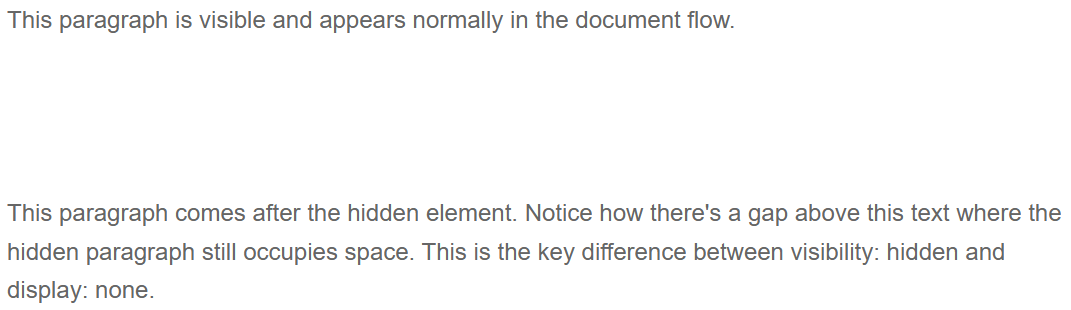 This paragraph is visible and appears normally in the document flow.
This paragraph comes after the hidden element. Notice how there's a gap above this text where the
hidden paragraph still occupies space. This is the key difference between visibility: hidden and
display: none.